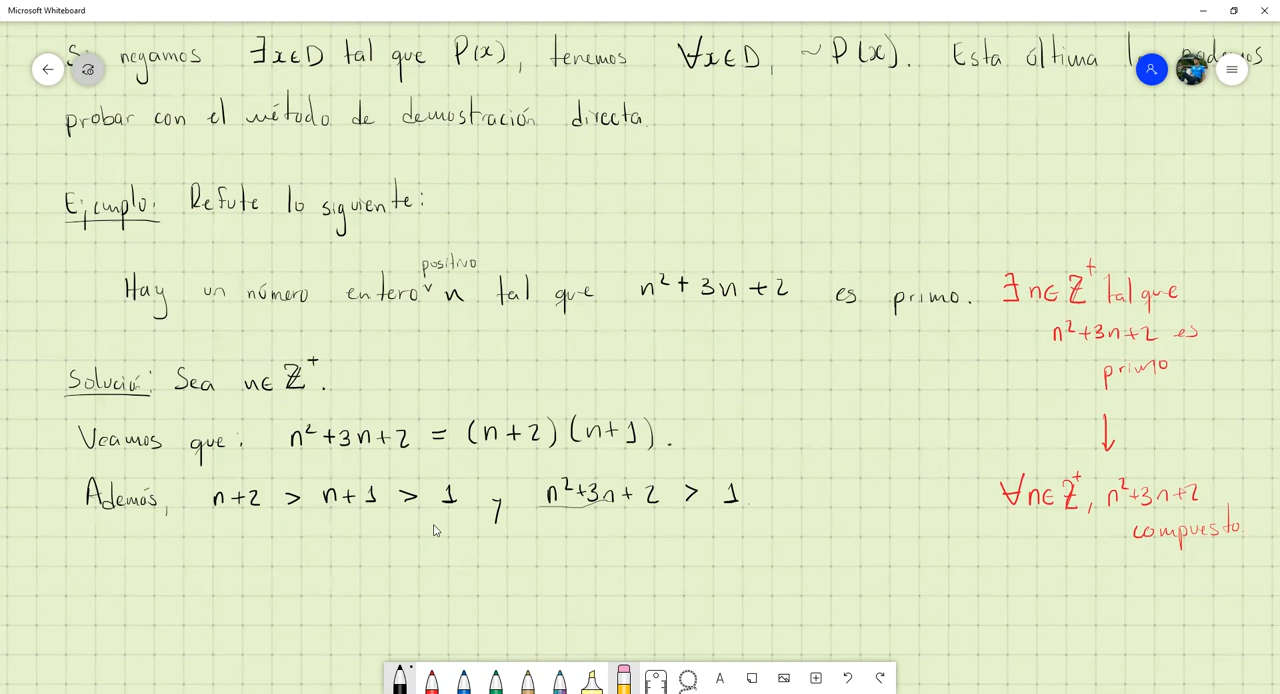 Microsoft Whiteboard
negamos ∃x∈D tal que P(x), tenemos ∀x∈D, ~P(x). Esta última
probar con el método de demostración directa.
Ejemplo: Refute lo siguiente:
positivo
Hay un número entero ˅ n tal que n²+3n+2 es primo.
∃n∈Z⁺ tal que
n²+3n+2 es
primo
↓
∀n∈Z⁺, n²+3n+2
compuesto.
Solución: Sea n∈Z⁺.
Veamos que: n²+3n+2 = (n+2)(n+1).
Además, n+2 > n+1 > 1 y n²+3n+2 > 1